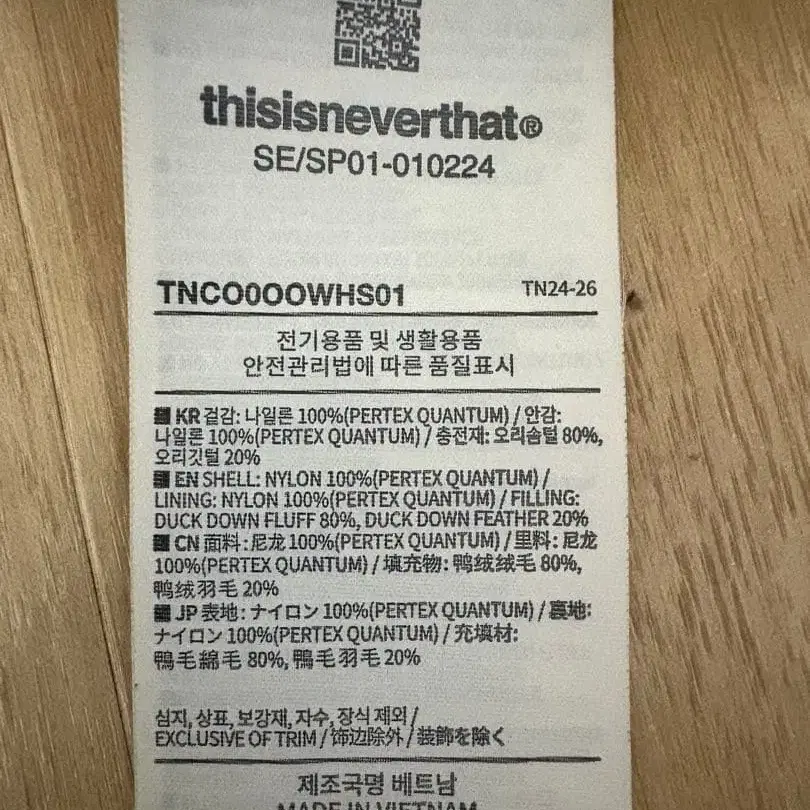 thisisneverthat®
SE/SP01-010224
TNCO0OOWHS01
TN24-26
전기용품 및 생활용품
안전관리법에 따른 품질표시
KR 겉감: 나일론 100%(PERTEX QUANTUM) / 안감:
나일론 100%(PERTEX QUANTUM) / 충전재: 오리솜털 80%,
오리깃털 20%
EN SHELL: NYLON 100%(PERTEX QUANTUM) /
LINING: NYLON 100%(PERTEX QUANTUM) / FILLING:
DUCK DOWN FLUFF 80%, DUCK DOWN FEATHER 20%
CN 面料: 尼龙 100%(PERTEX QUANTUM) / 里料: 尼龙
100%(PERTEX QUANTUM) / 填充物: 鸭绒绒毛 80%,
鸭绒羽毛 20%
JP 表地: ナイロン 100%(PERTEX QUANTUM) / 裏地:
ナイロン 100%(PERTEX QUANTUM) / 充填材:
鴨毛綿毛 80%, 鴨毛羽毛 20%
심지, 상표, 보강재, 자수, 장식 제외 /
EXCLUSIVE OF TRIM / 饰边除外 / 装飾を除く
제조국명 베트남
MADE IN VIETNAM